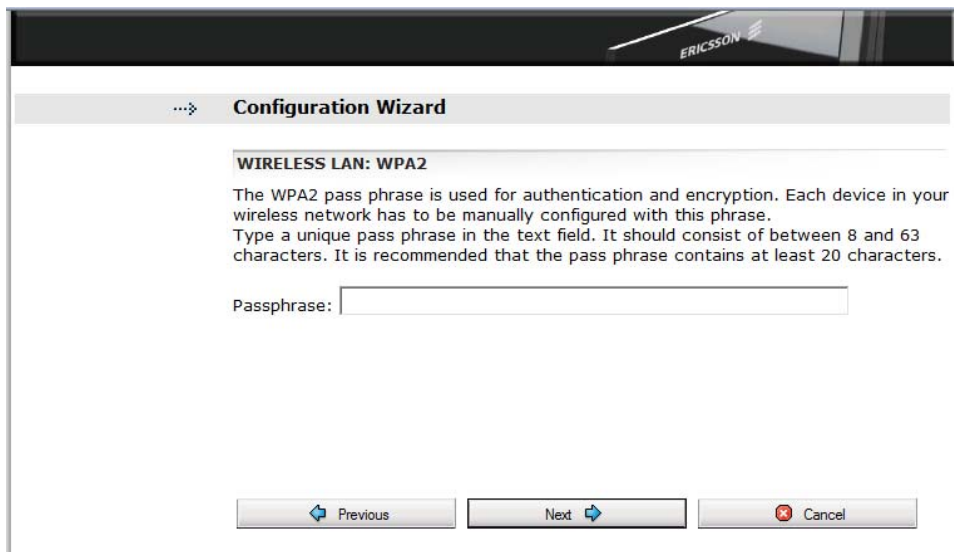 ERICSSON
Configuration Wizard
WIRELESS LAN: WPA2
The WPA2 pass phrase is used for authentication and encryption. Each device in your
wireless network has to be manually configured with this phrase.
Type a unique pass phrase in the text field. It should consist of between 8 and 63
characters. It is recommended that the pass phrase contains at least 20 characters.
Passphrase:
Previous
Next
Cancel